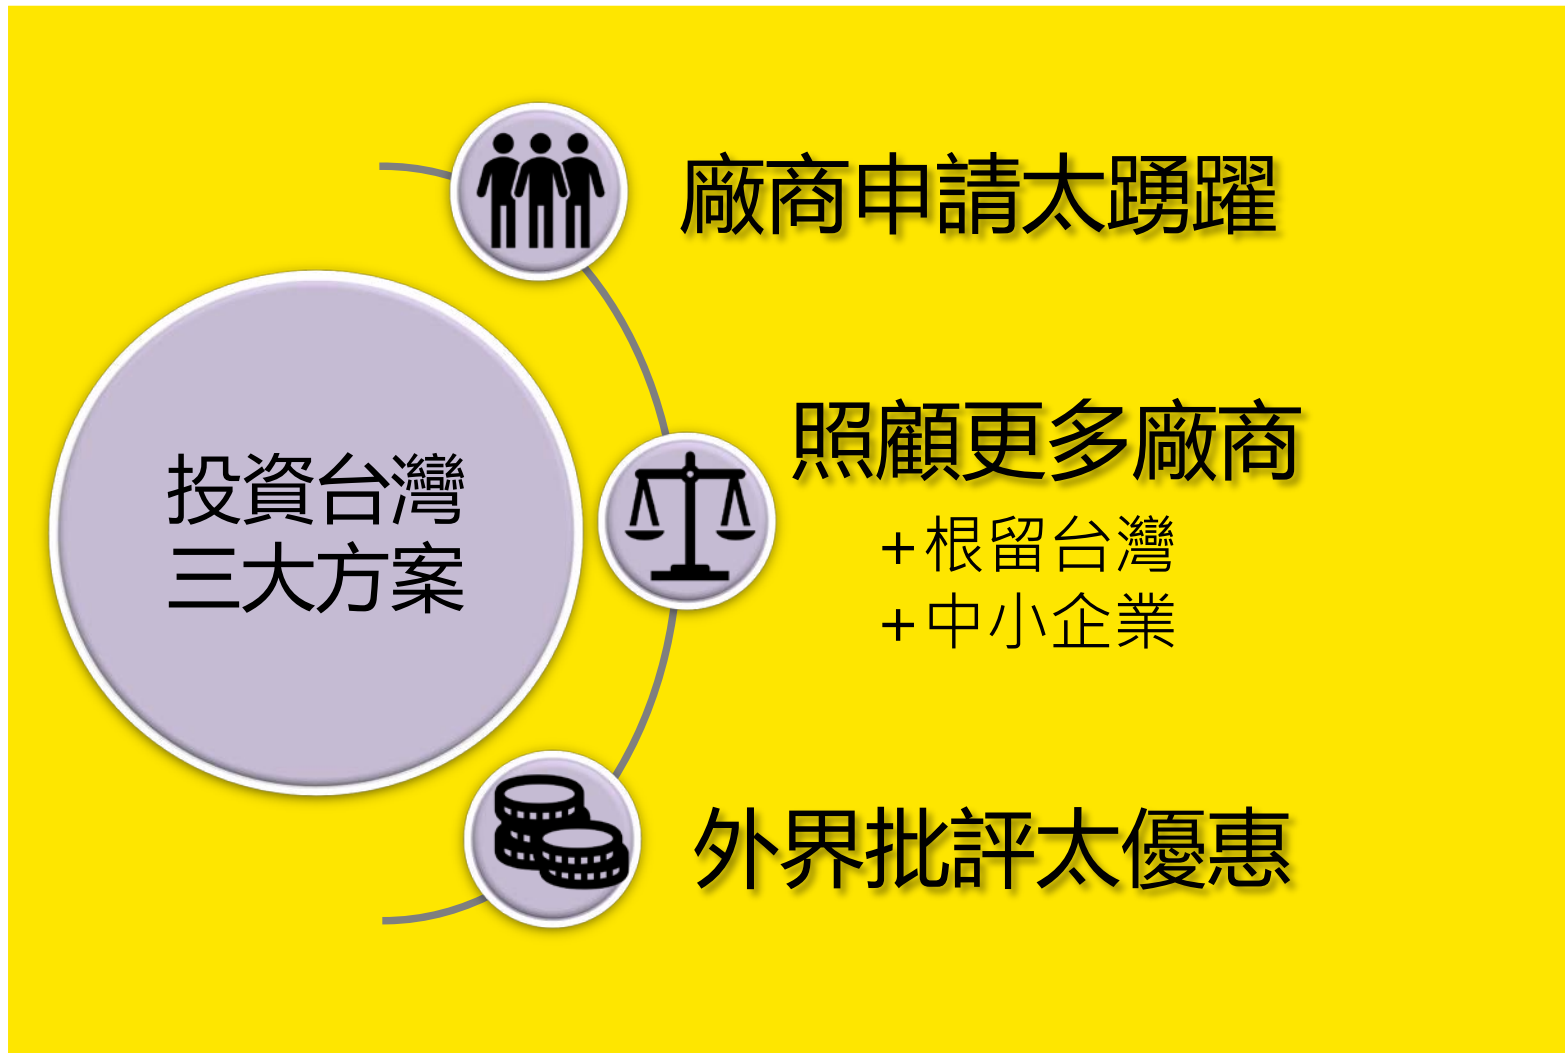 投資台灣
三大方案
廠商申請太踴躍
照顧更多廠商
+根留台灣
+中小企業
外界批評太優惠